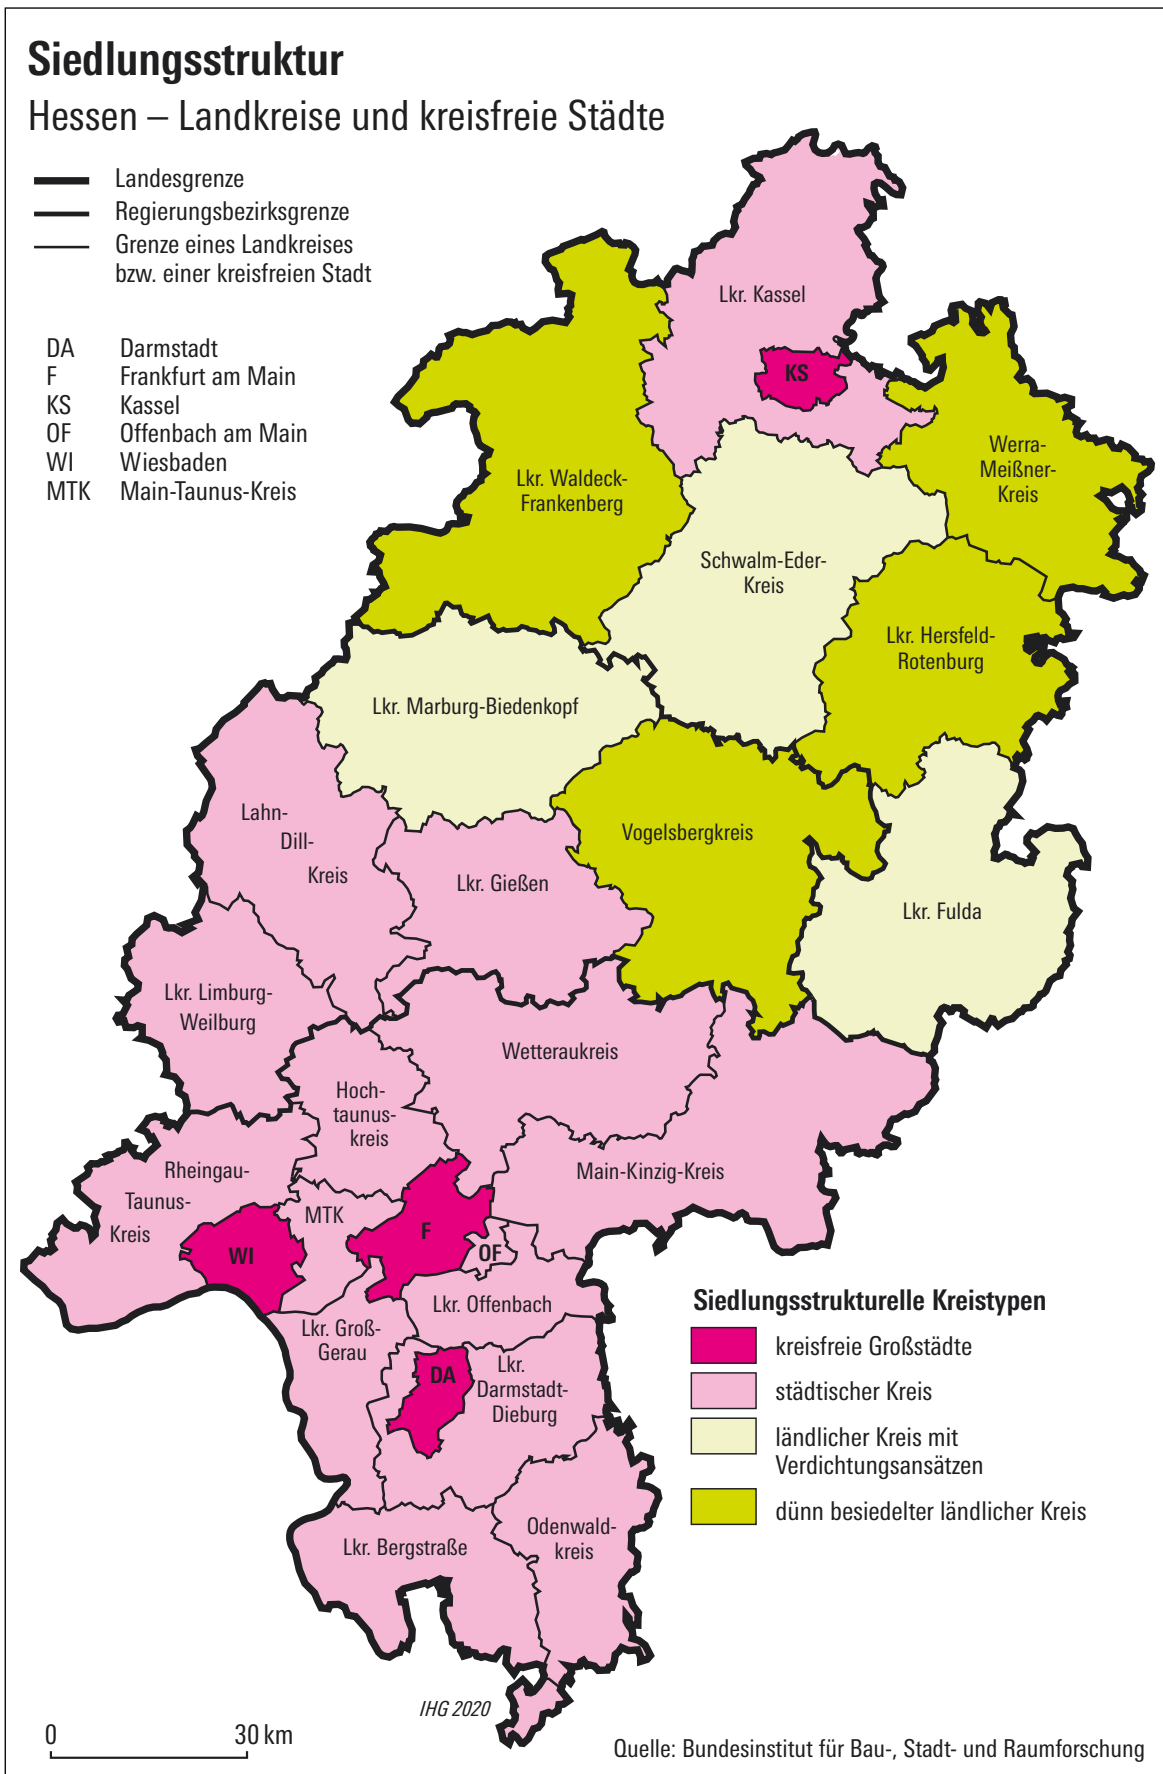 Siedlungsstruktur
Hessen – Landkreise und kreisfreie Städte
Landesgrenze
Regierungsbezirksgrenze
Grenze eines Landkreises
bzw. einer kreisfreien Stadt
DA Darmstadt
F Frankfurt am Main
KS Kassel
OF Offenbach am Main
WI Wiesbaden
MTK Main-Taunus-Kreis
Lkr. Kassel
KS
Werra-
Meißner-
Kreis
Lkr. Waldeck-
Frankenberg
Schwalm-Eder-
Kreis
Lkr. Hersfeld-
Rotenburg
Lkr. Marburg-Biedenkopf
Lahn-
Dill-
Kreis
Vogelsbergkreis
Lkr. Gießen
Lkr. Fulda
Lkr. Limburg-
Weilburg
Wetteraukreis
Hoch-
taunus-
kreis
Rheingau-
Taunus-
Kreis
Main-Kinzig-Kreis
MTK
F
WI
OF
Lkr. Offenbach
Lkr. Groß-
Gerau
DA
Lkr.
Darmstadt-
Dieburg
Odenwald-
kreis
Lkr. Bergstraße
Siedlungsstrukturelle Kreistypen
kreisfreie Großstädte
städtischer Kreis
ländlicher Kreis mit
Verdichtungsansätzen
dünn besiedelter ländlicher Kreis
IHG 2020
0 30 km
Quelle: Bundesinstitut für Bau-, Stadt- und Raumforschung